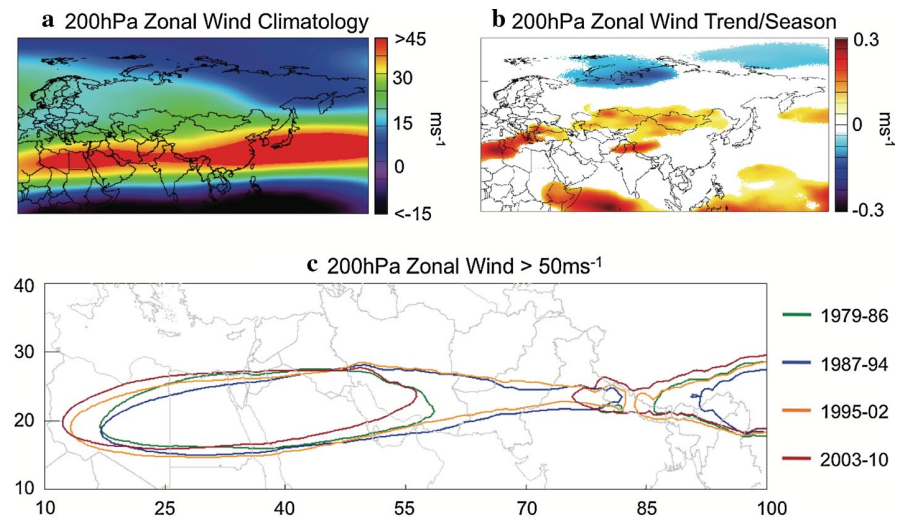 a 200hPa Zonal Wind Climatology
>45
30
15
0
<-15
ms⁻¹
b 200hPa Zonal Wind Trend/Season
0.3
0
-0.3
ms⁻¹
c 200hPa Zonal Wind > 50ms⁻¹
40
30
20
10
10 25 40 55 70 85 100
1979-86
1987-94
1995-02
2003-10